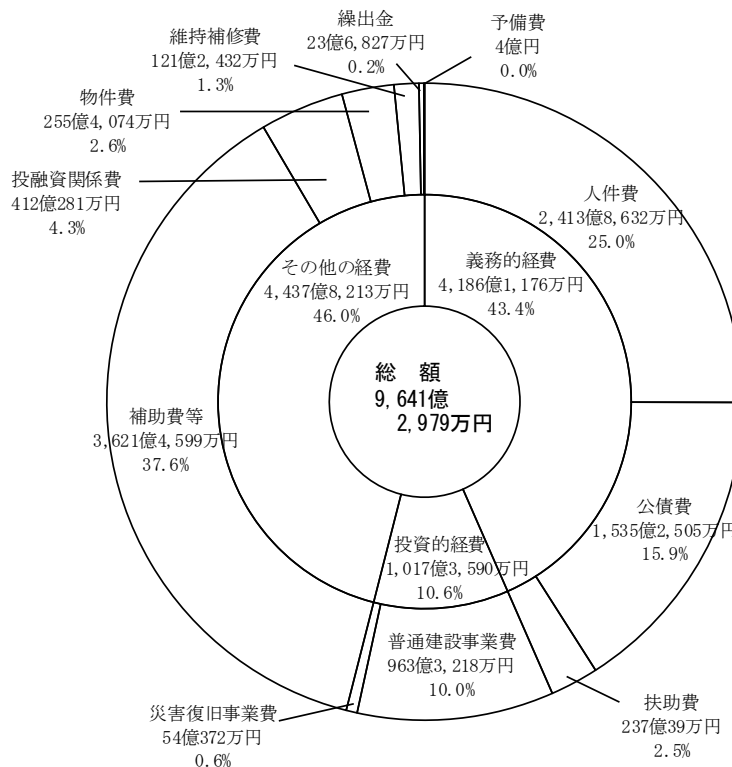 繰出金
23億6,827万円
0.2%
予備費
4億円
0.0%
維持補修費
121億2,432万円
1.3%
物件費
255億4,074万円
2.6%
投融資関係費
412億281万円
4.3%
人件費
2,413億8,632万円
25.0%
その他の経費
4,437億8,213万円
46.0%
義務的経費
4,186億1,176万円
43.4%
総 額
9,641億
2,979万円
補助費等
3,621億4,599万円
37.6%
公債費
1,535億2,505万円
15.9%
投資的経費
1,017億3,590万円
10.6%
普通建設事業費
963億3,218万円
10.0%
災害復旧事業費
54億372万円
0.6%
扶助費
237億39万円
2.5%